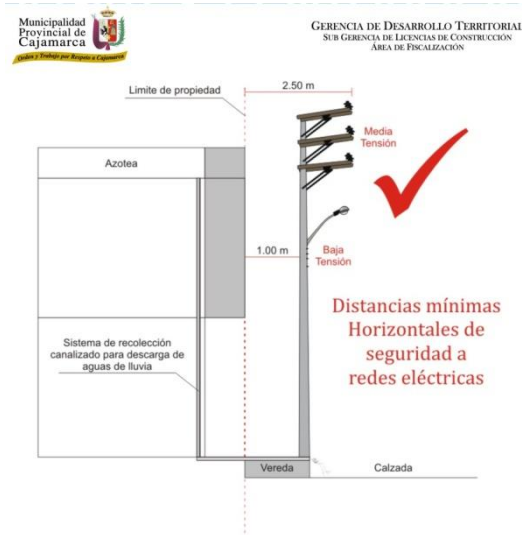 Municipalidad
Provincial de
Cajamarca
Orden y Trabajo por Respeto a Cajamarca
GERENCIA DE DESARROLLO TERRITORIAL
SUB GERENCIA DE LICENCIAS DE CONSTRUCCIÓN
ÁREA DE FISCALIZACIÓN
Limite de propiedad
2.50 m
Media
Tensión
Azotea
1.00 m
Baja
Tensión
Distancias mínimas
Horizontales de
seguridad a
redes eléctricas
Sistema de recolección
canalizado para descarga de
aguas de lluvia
Vereda
Calzada